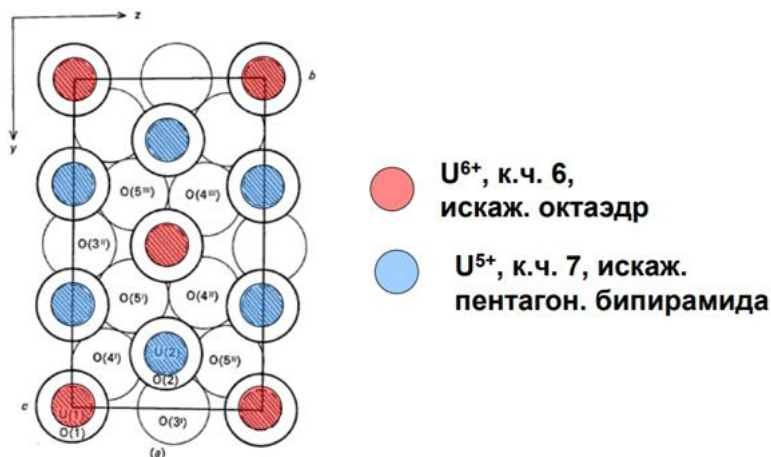 z
b
y
O(5ᴵᴵᴵ) O(4ᴵᴵᴵ)
O(3ᴵᴵ)
O(5ᴵ) O(4ᴵᴵ)
O(4ᴵ) U(2) O(5ᴵᴵ)
O(2)
c
U(1)
O(1) O(3ᴵ)
(a)
U⁶⁺, к.ч. 6,
искаж. октаэдр
U⁵⁺, к.ч. 7, искаж.
пентагон. бипирамида